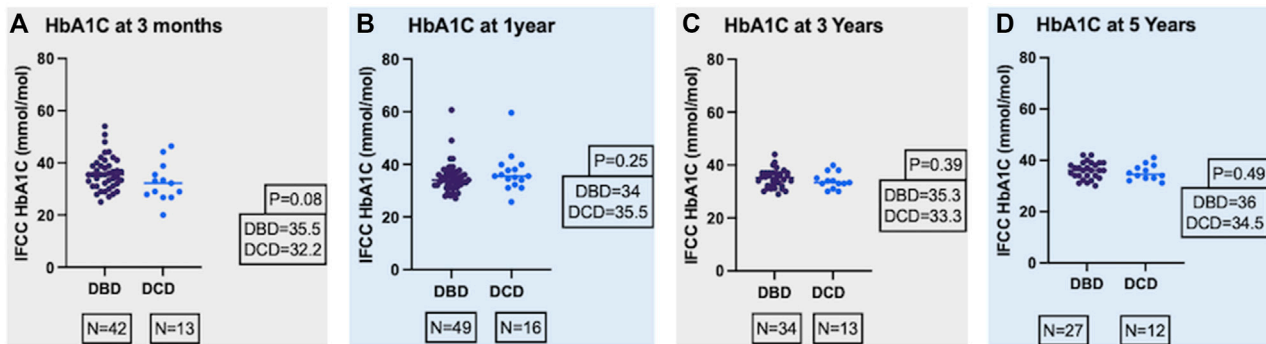 A HbA1C at 3 months
IFCC HbA1C (mmol/mol)
80
60
40
20
0
DBD DCD
P=0.08
DBD=35.5
DCD=32.2
N=42 N=13
B HbA1C at 1year
IFCC HbA1C (mmol/mol)
80
60
40
20
0
DBD DCD
P=0.25
DBD=34
DCD=35.5
N=49 N=16
C HbA1C at 3 Years
IFCC HbA1C (mmol/mol)
80
60
40
20
0
DBD DCD
P=0.39
DBD=35.3
DCD=33.3
N=34 N=13
D HbA1C at 5 Years
IFCC HbA1C (mmol/mol)
80
60
40
20
0
DBD DCD
P=0.49
DBD=36
DCD=34.5
N=27 N=12